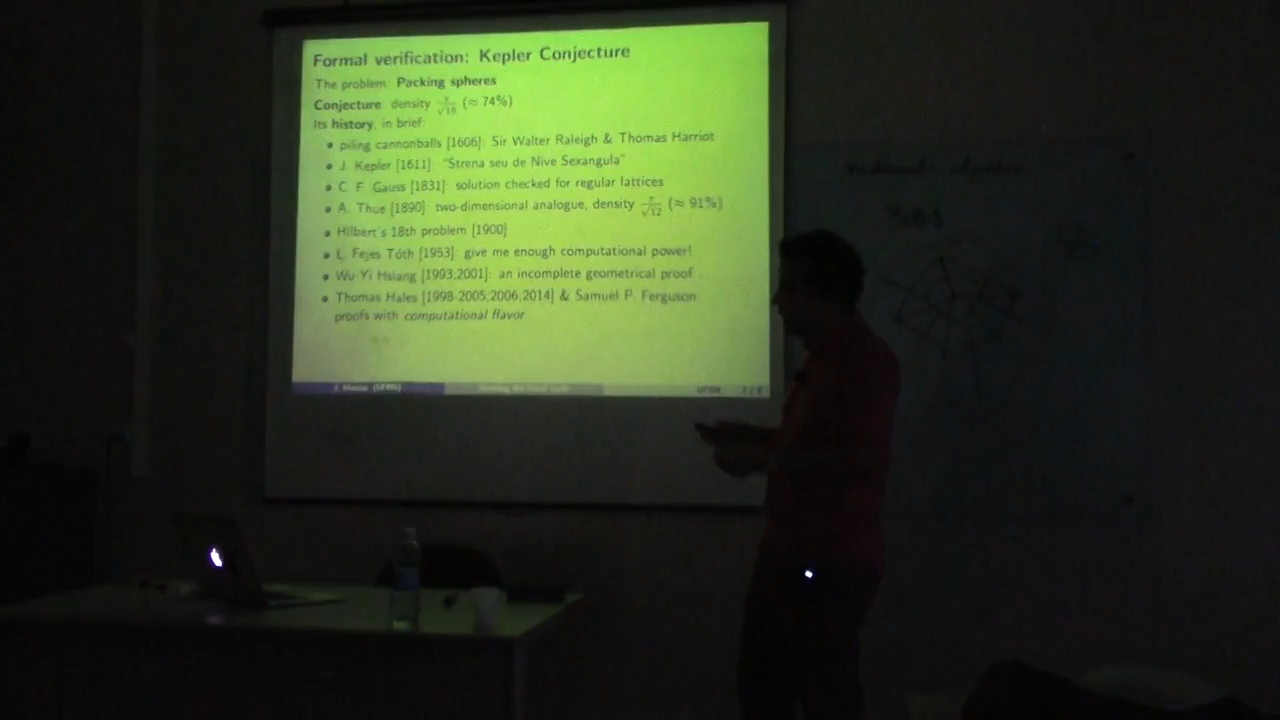 Formal verification: Kepler Conjecture
The problem: Packing spheres
Conjecture: density π/√18 (≈ 74%)
Its history, in brief:
• piling cannonballs [1606]: Sir Walter Raleigh & Thomas Harriot
• J. Kepler [1611]: "Strena seu de Nive Sexangula"
• C. F. Gauss [1831]: solution checked for regular lattices
• A. Thue [1890]: two-dimensional analogue, density π/√12 (≈ 91%)
• Hilbert's 18th problem [1900]
• L. Fejes Tóth [1953]: give me enough computational power!
• Wu-Yi Hsiang [1993;2001]: an incomplete geometrical proof
• Thomas Hales [1998-2005;2006;2014] & Samuel P. Ferguson
proofs with computational flavor
(UFRN) UFRN